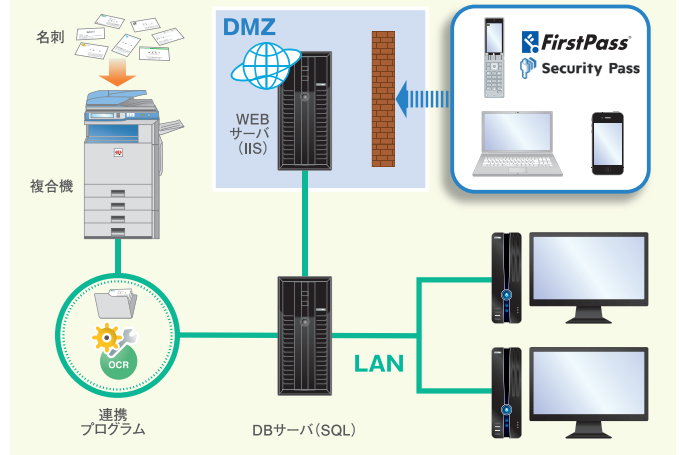 名刺
DMZ
FirstPass®
Security Pass
WEB
サーバ
(IIS)
複合機
OCR
LAN
連携
プログラム
DBサーバ(SQL)